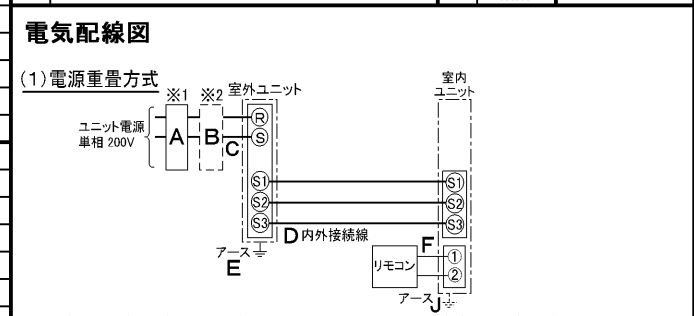 電気配線図
(1)電源重畳方式
※1 ※2 室外ユニット
室内
ユニット
ユニット電源
単相 200V
A
B
C
R
S
S1
S2
S3
S1
S2
S3
D 内外接続線
アース
E
リモコン
F
1
2
アース J